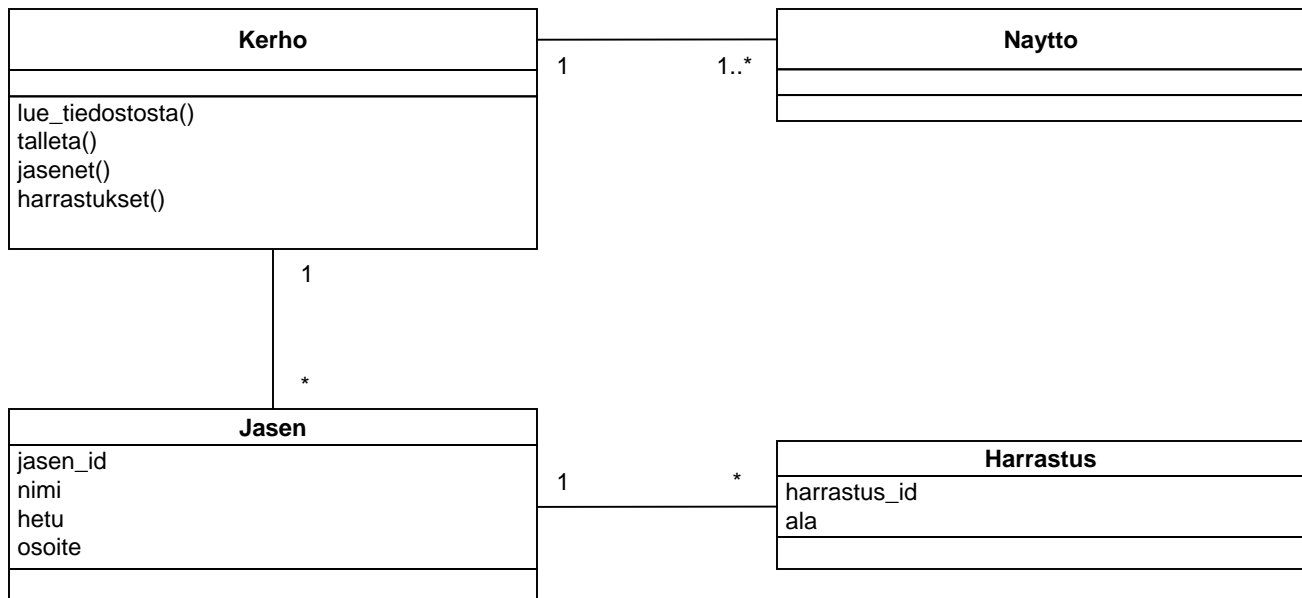 Kerho
Naytto
1
1..*
lue_tiedostosta()
talleta()
jasenet()
harrastukset()
1
*
Jasen
jasen_id
nimi
hetu
osoite
1
*
Harrastus
harrastus_id
ala